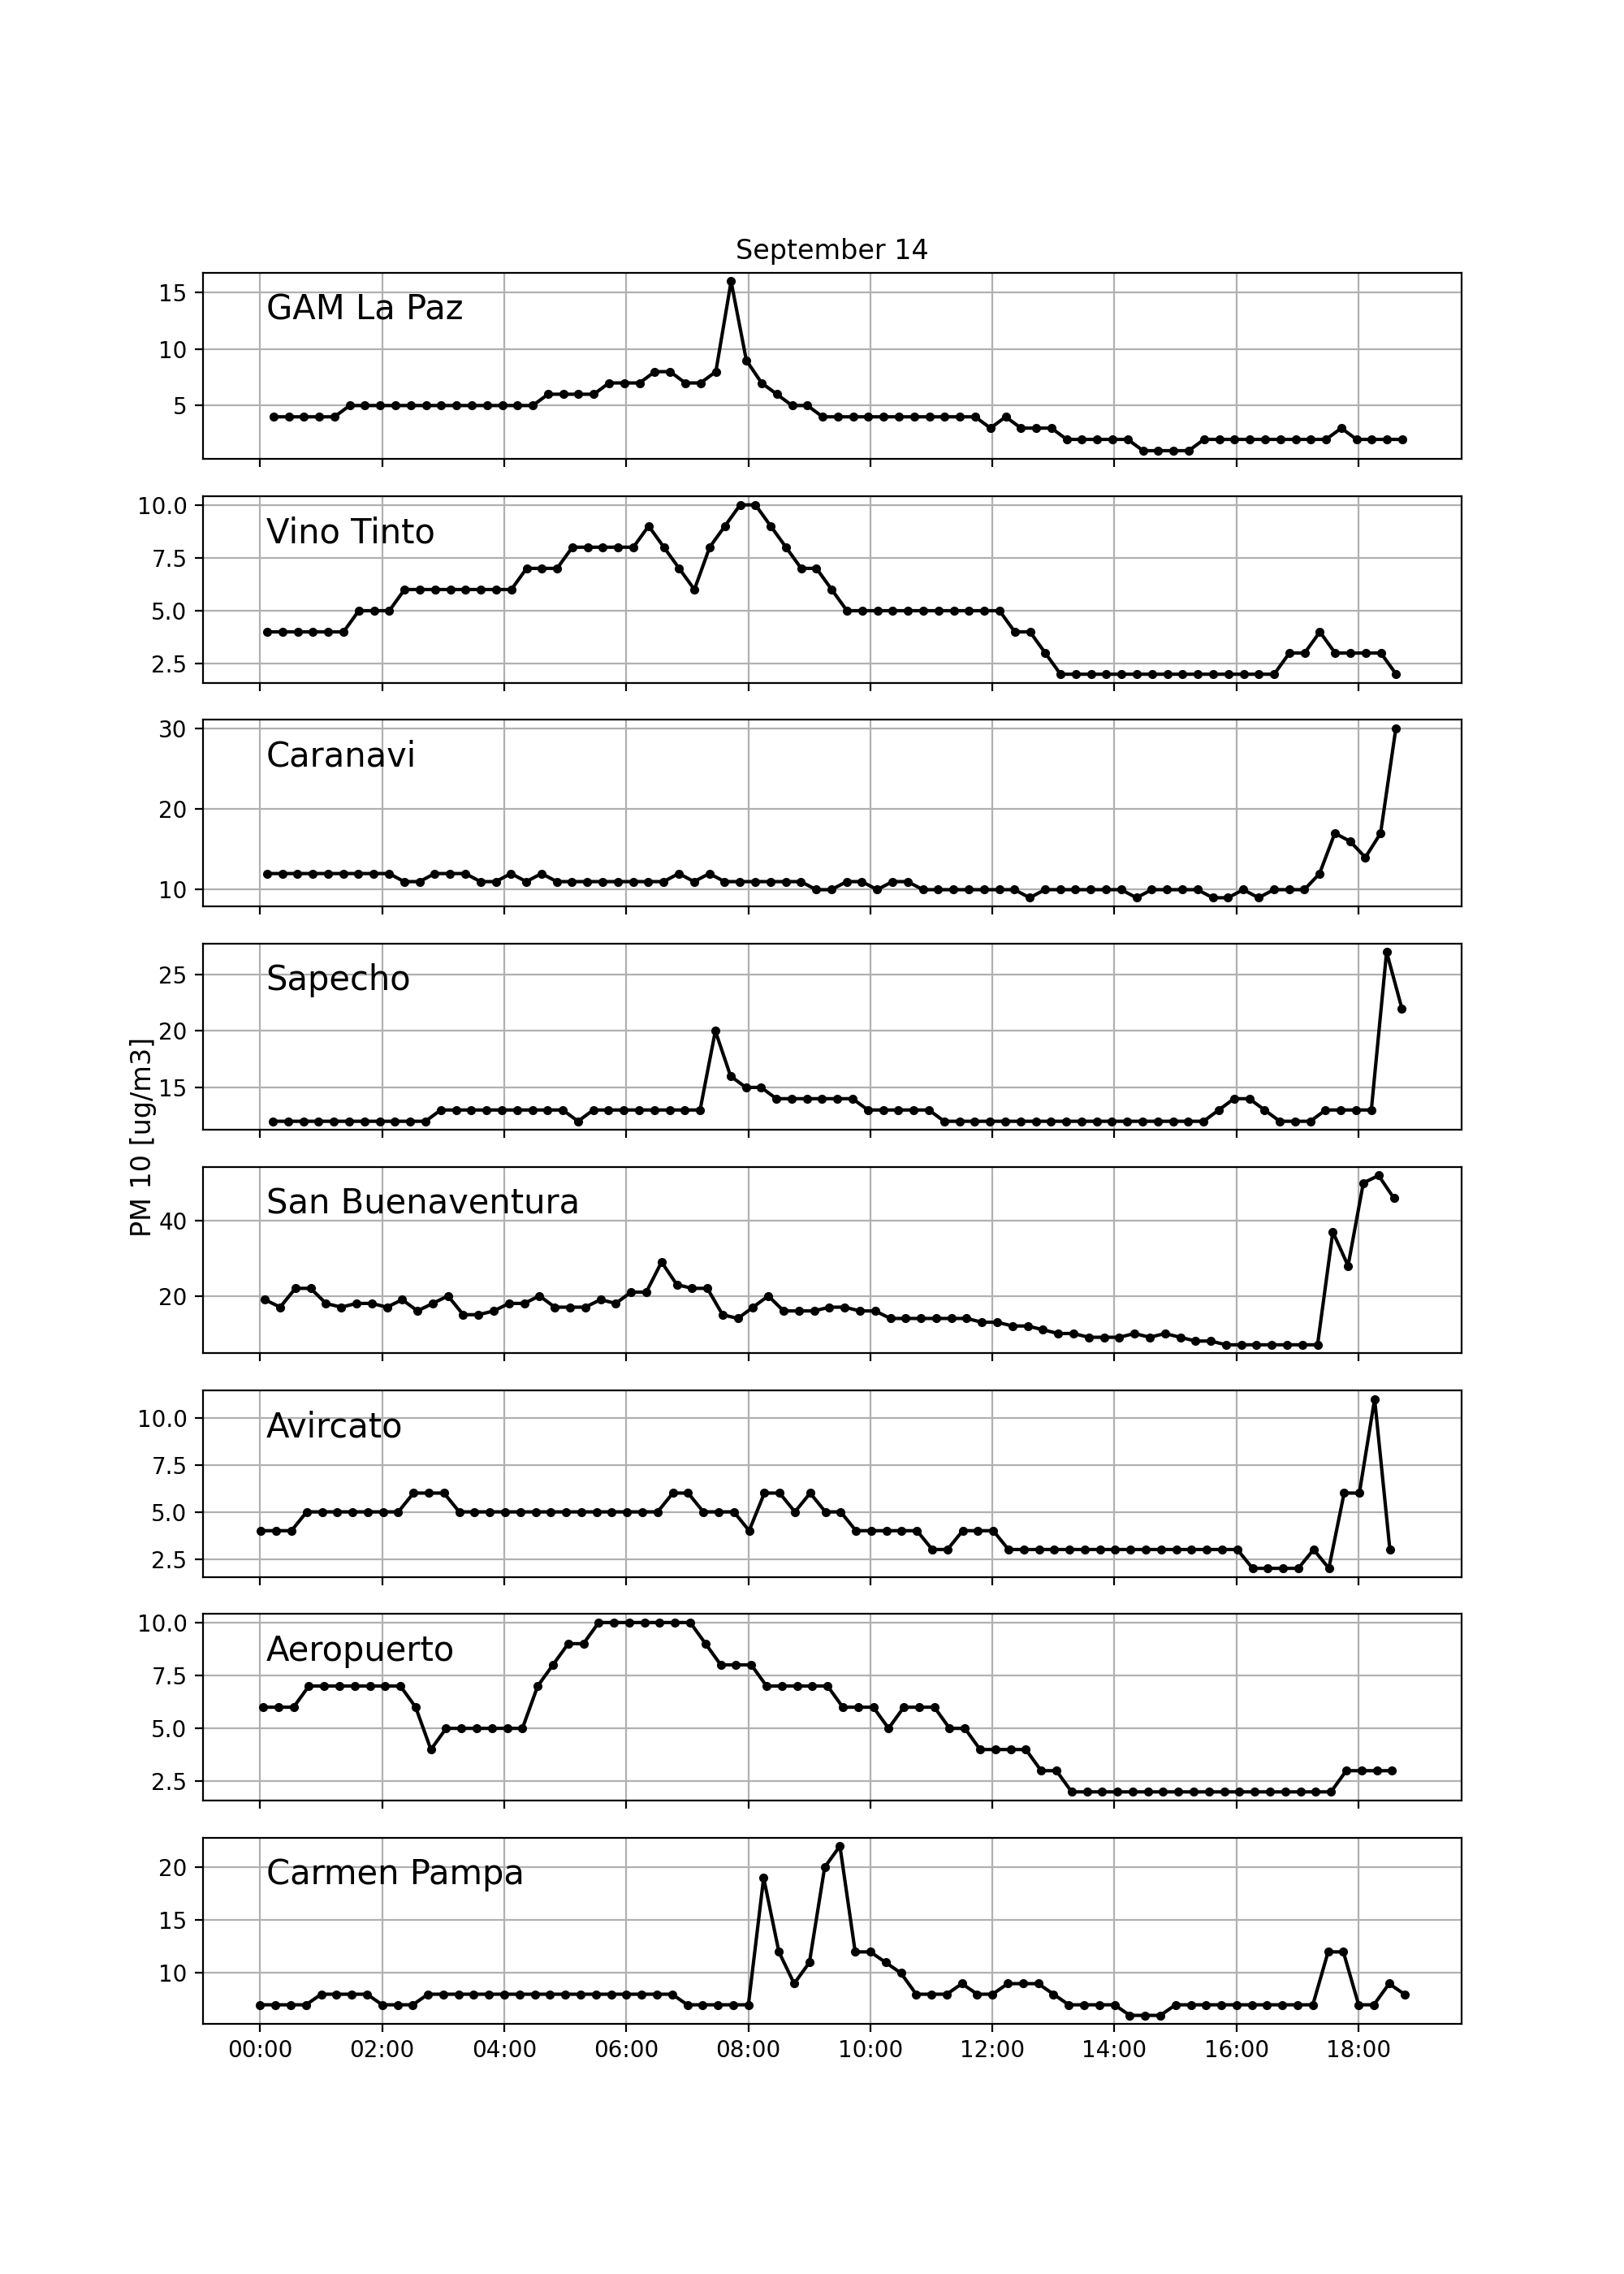 September 14
GAM La Paz
15
10
5
Vino Tinto
10.0
7.5
5.0
2.5
Caranavi
30
20
10
Sapecho
25
20
15
PM 10 [ug/m3]
San Buenaventura
40
20
Avircato
10.0
7.5
5.0
2.5
Aeropuerto
10.0
7.5
5.0
2.5
Carmen Pampa
20
15
10
00:00 02:00 04:00 06:00 08:00 10:00 12:00 14:00 16:00 18:00